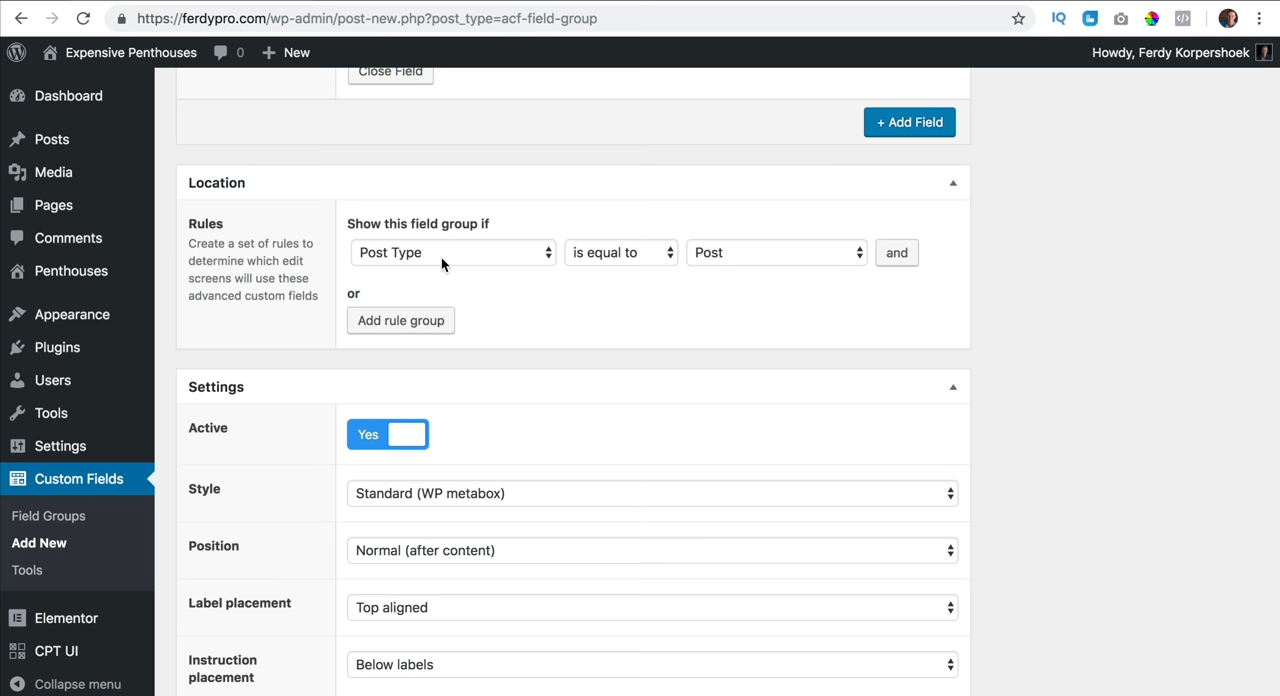 https://ferdypro.com/wp-admin/post-new.php?post_type=acf-field-group
IQ
Expensive Penthouses
0
New
Howdy, Ferdy Korpershoek
Dashboard
Posts
Media
Pages
Comments
Penthouses
Appearance
Plugins
Users
Tools
Settings
Custom Fields
Field Groups
Add New
Tools
Elementor
CPT UI
Collapse menu
Close Field
+ Add Field
Location
Rules
Create a set of rules to
determine which edit
screens will use these
advanced custom fields
Show this field group if
Post Type is equal to Post and
or
Add rule group
Settings
Active
Yes
Style
Standard (WP metabox)
Position
Normal (after content)
Label placement
Top aligned
Instruction
placement
Below labels